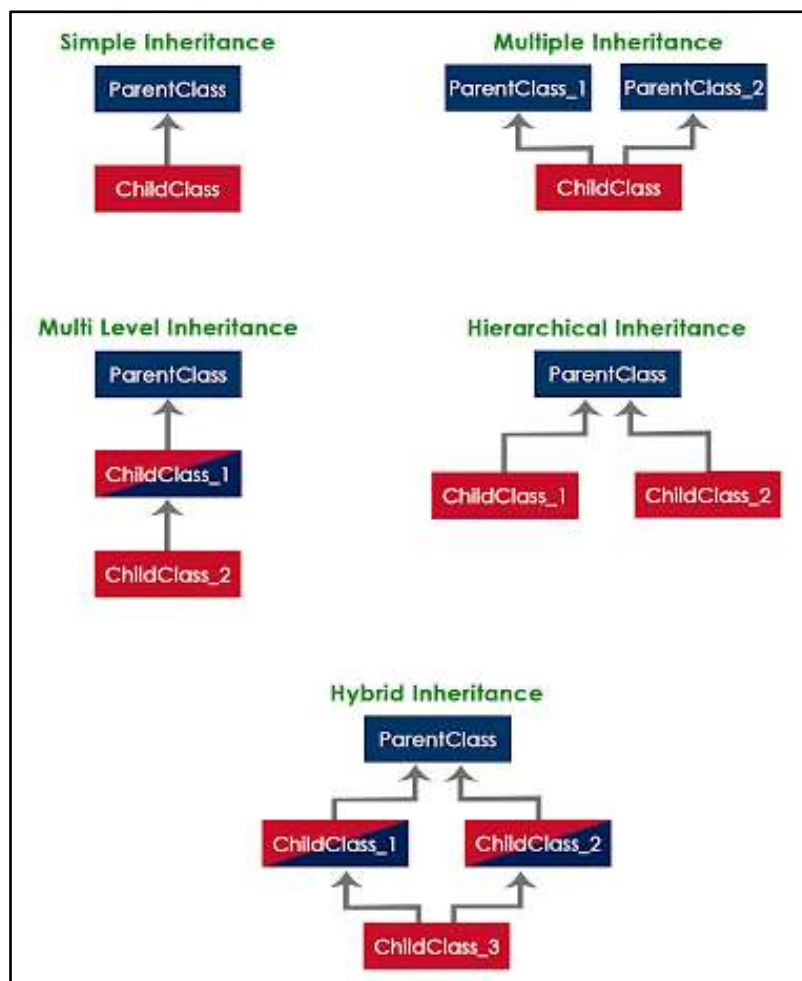 Simple Inheritance
ParentClass
ChildClass
Multiple Inheritance
ParentClass_1 ParentClass_2
ChildClass
Multi Level Inheritance
ParentClass
ChildClass_1
ChildClass_2
Hierarchical Inheritance
ParentClass
ChildClass_1 ChildClass_2
Hybrid Inheritance
ParentClass
ChildClass_1 ChildClass_2
ChildClass_3